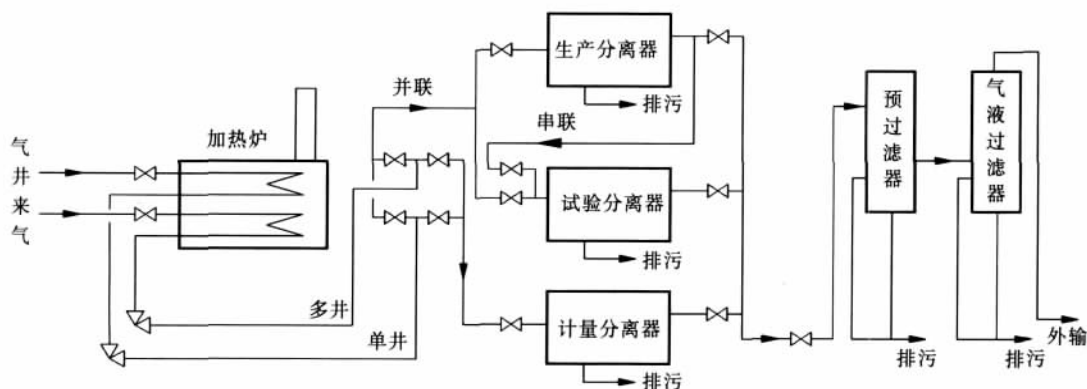 气井来气
加热炉
多井
单井
并联
串联
生产分离器
排污
试验分离器
排污
计量分离器
排污
预过滤器
排污
气液过滤器
排污
外输